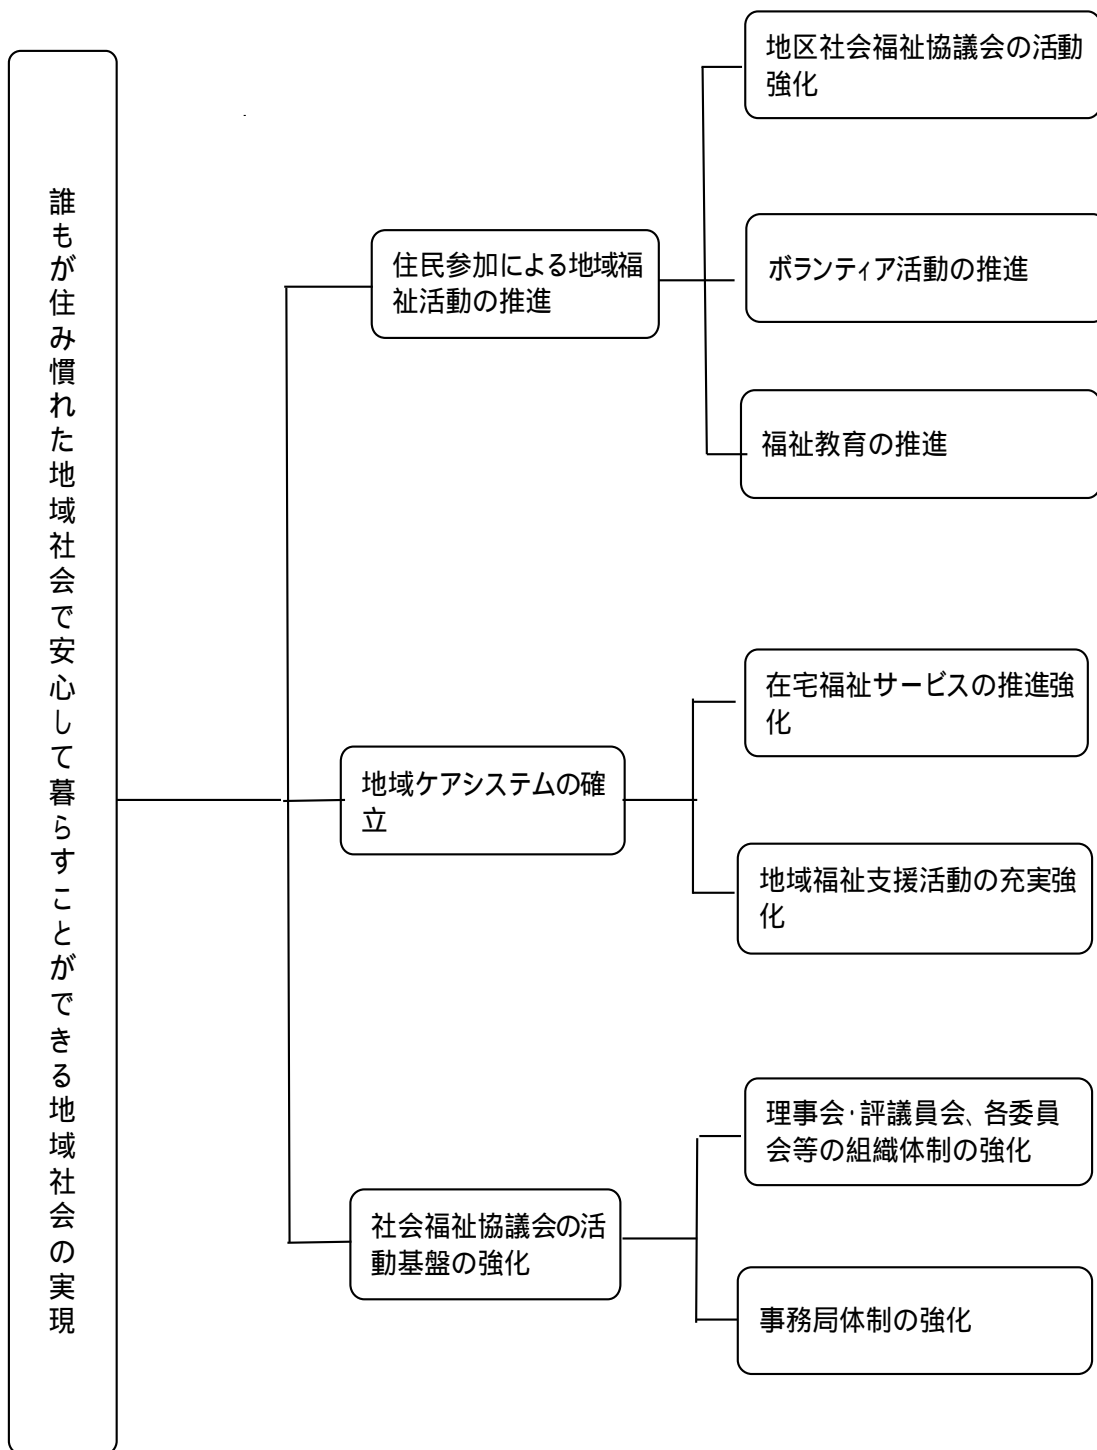 誰もが住み慣れた地域社会で安心して暮らすことができる地域社会の実現
住民参加による地域福
祉活動の推進
地区社会福祉協議会の活動
強化
ボランティア活動の推進
福祉教育の推進
地域ケアシステムの確
立
在宅福祉サービスの推進強
化
地域福祉支援活動の充実強
化
社会福祉協議会の活
動基盤の強化
理事会・評議員会、各委員
会等の組織体制の強化
事務局体制の強化